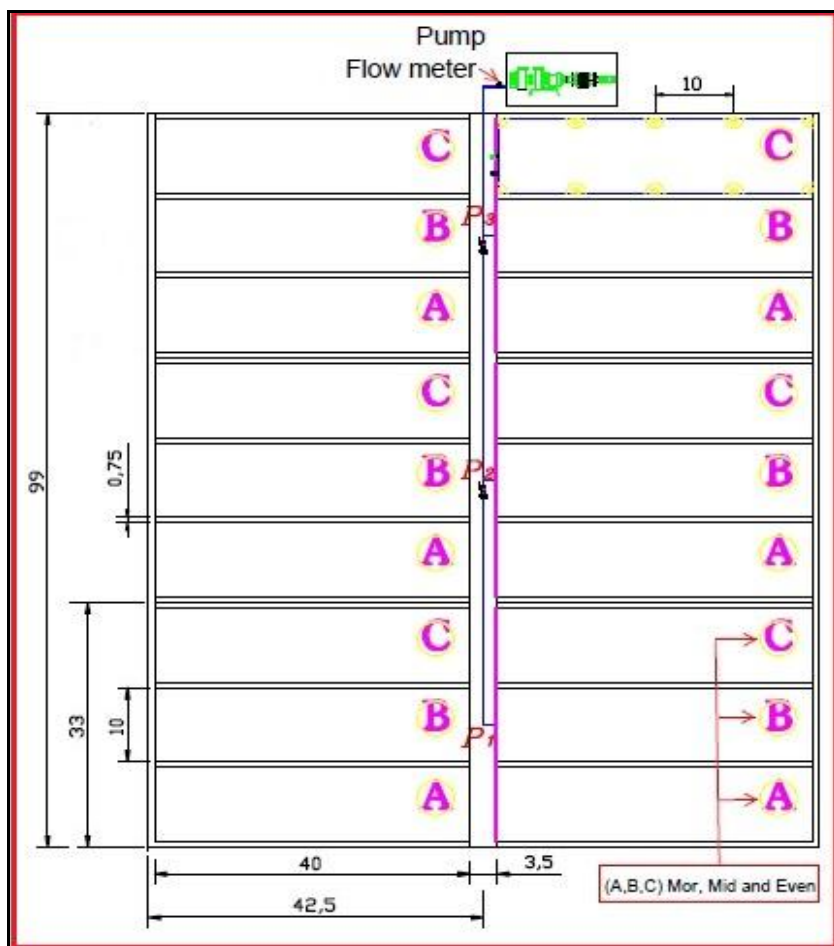 Pump
Flow meter
10
C C
P3
B B
A A
C C
99
0,75
P2
B B
A A
C C
33
10
B B
P1
A A
40
3,5
(A,B,C) Mor, Mid and Even
42,5